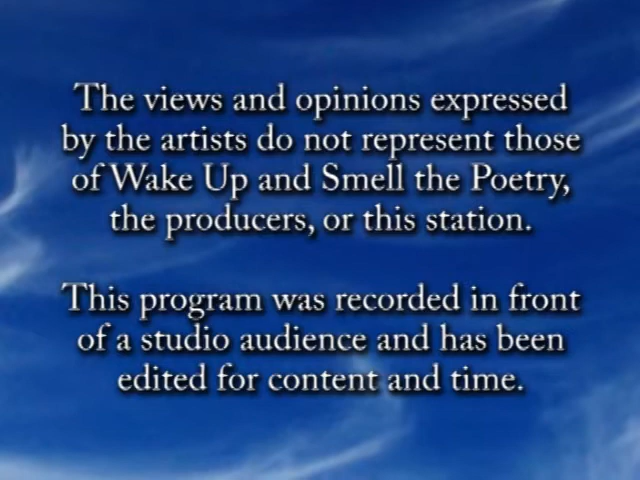 The views and opinions expressed
by the artists do not represent those
of Wake Up and Smell the Poetry,
the producers, or this station.
This program was recorded in front
of a studio audience and has been
edited for content and time.